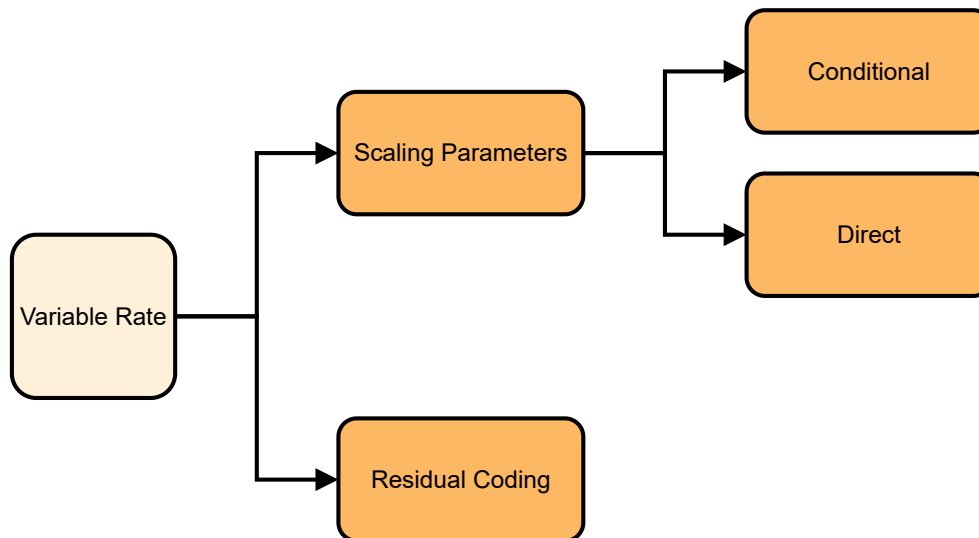 Conditional
Scaling Parameters
Direct
Variable Rate
Residual Coding